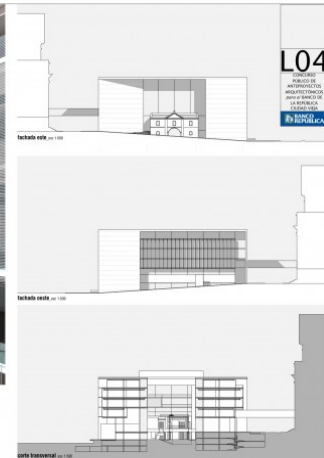 L04
CONCURSO
PÚBLICO DE
ANTEPROYECTOS
ARQUITECTÓNICOS
para el BANCO DE
LA REPÚBLICA
CIUDAD VIEJA
BANCO
REPÚBLICA
fachada este
fachada oeste
corte transversal